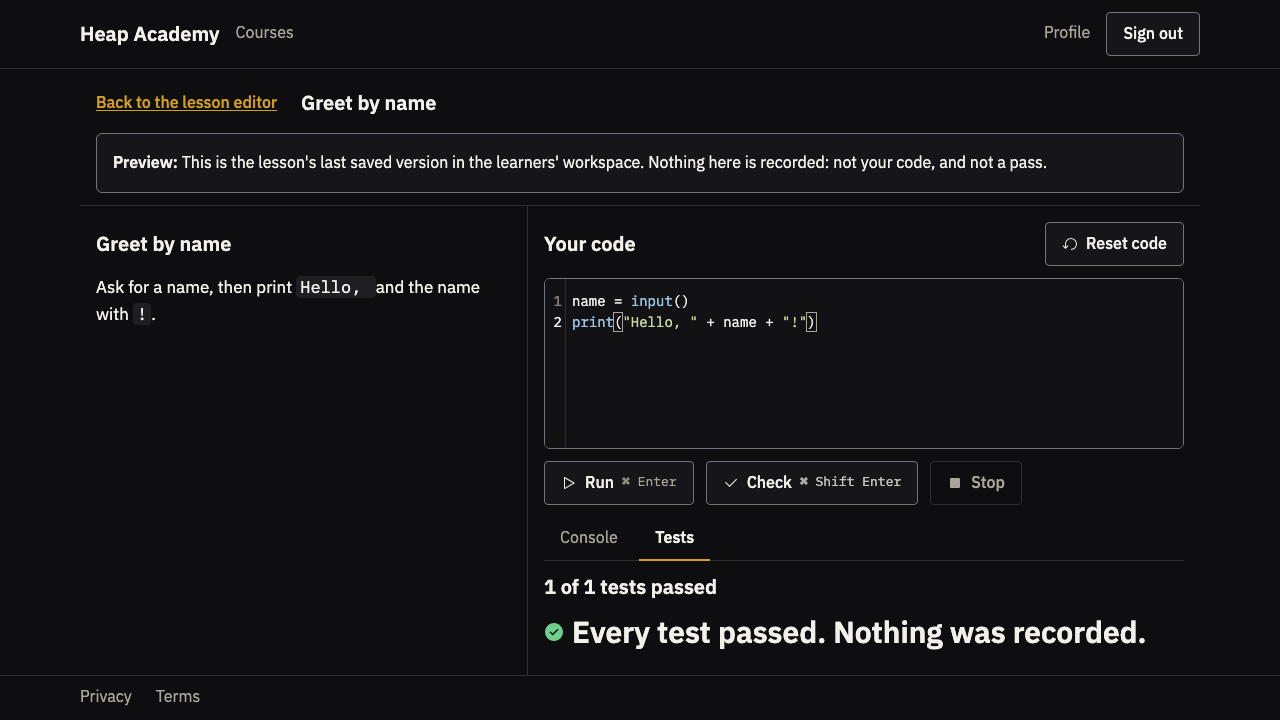 Heap Academy Courses Profile Sign out
Back to the lesson editor Greet by name
Preview: This is the lesson's last saved version in the learners' workspace. Nothing here is recorded: not your code, and not a pass.
Greet by name
Ask for a name, then print Hello, and the name
with !.
Your code Reset code
1 name = input()
2 print("Hello, " + name + "!")
Run ⌘ Enter Check ⌘ Shift Enter Stop
Console Tests
1 of 1 tests passed
Every test passed. Nothing was recorded.
Privacy Terms